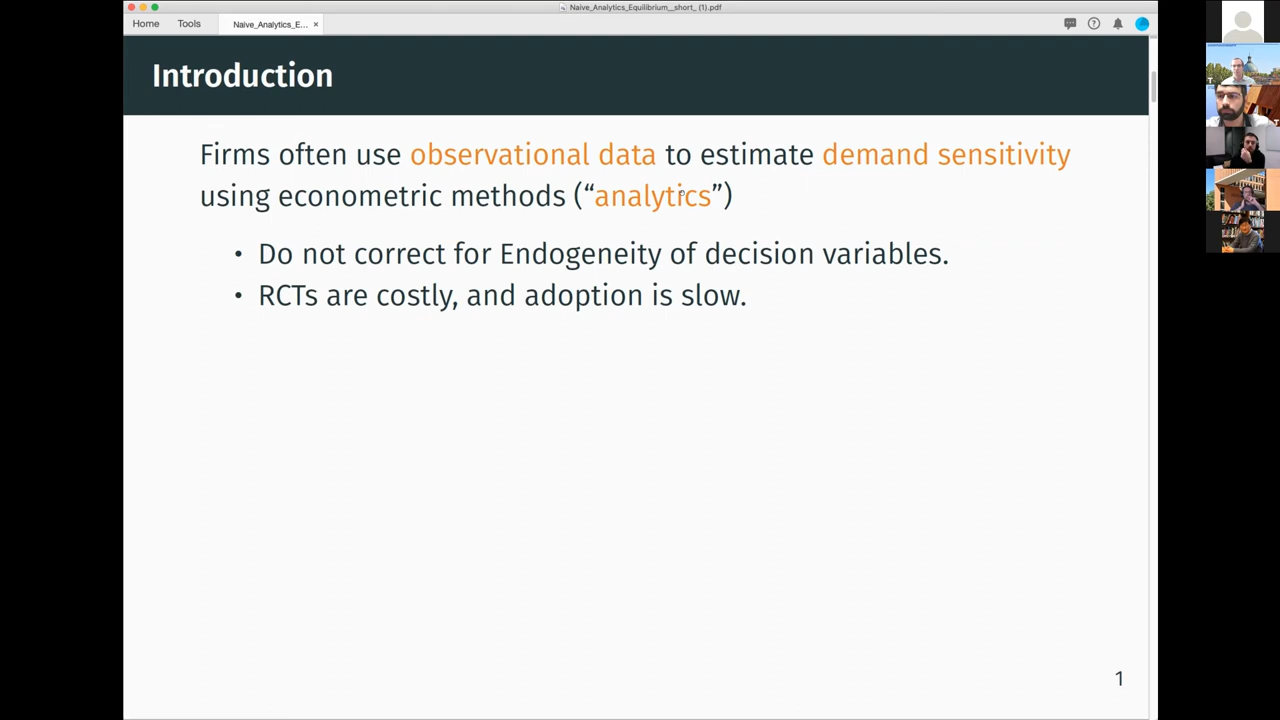 Naive_Analytics_Equilibrium__short_ (1).pdf
Home Tools Naive_Analytics_E... ×
Introduction
Firms often use observational data to estimate demand sensitivity
using econometric methods (“analytics”)
• Do not correct for Endogeneity of decision variables.
• RCTs are costly, and adoption is slow.
1